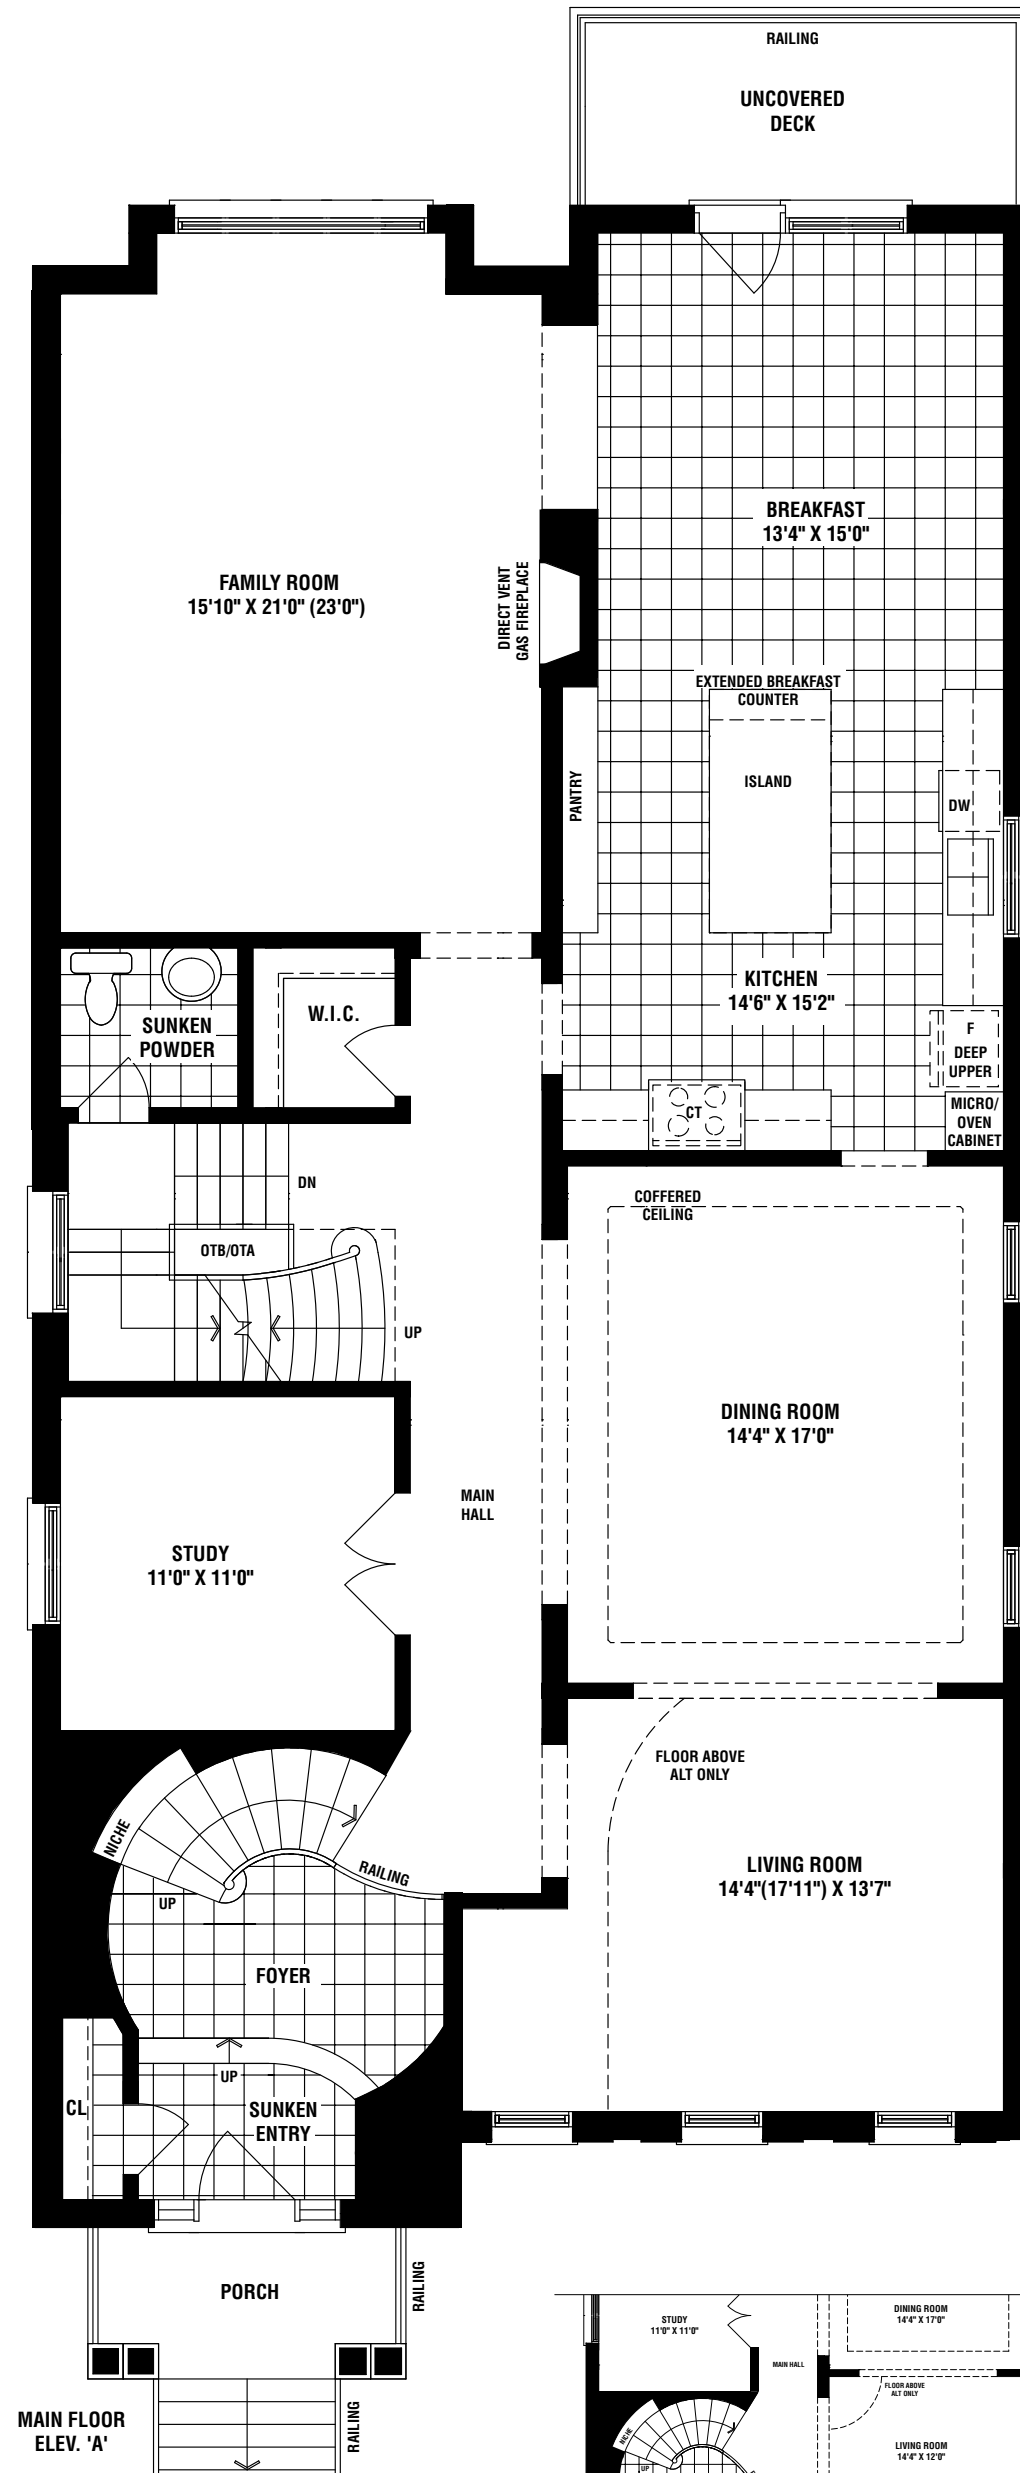 RAILING
UNCOVERED
DECK
BREAKFAST
13'4" X 15'0"
FAMILY ROOM
15'10" X 21'0" (23'0")
DIRECT VENT
GAS FIREPLACE
EXTENDED BREAKFAST
COUNTER
ISLAND
PANTRY
DW
KITCHEN
14'6" X 15'2"
W.I.C.
SUNKEN
POWDER
F
DEEP
UPPER
MICRO/
OVEN
CABINET
CT
DN
COFFERED
CEILING
OTB/OTA
UP
DINING ROOM
14'4" X 17'0"
MAIN
HALL
STUDY
11'0" X 11'0"
FLOOR ABOVE
ALT ONLY
NICHE
RAILING
LIVING ROOM
14'4"(17'11") X 13'7"
UP
FOYER
UP
CL
SUNKEN
ENTRY
PORCH
RAILING
RAILING
MAIN FLOOR
ELEV. 'A'
DINING ROOM
14'4" X 17'0"
STUDY
11'0" X 11'0"
MAIN HALL
FLOOR ABOVE
ALT ONLY
NICHE
LIVING ROOM
14'4" X 12'0"
UP